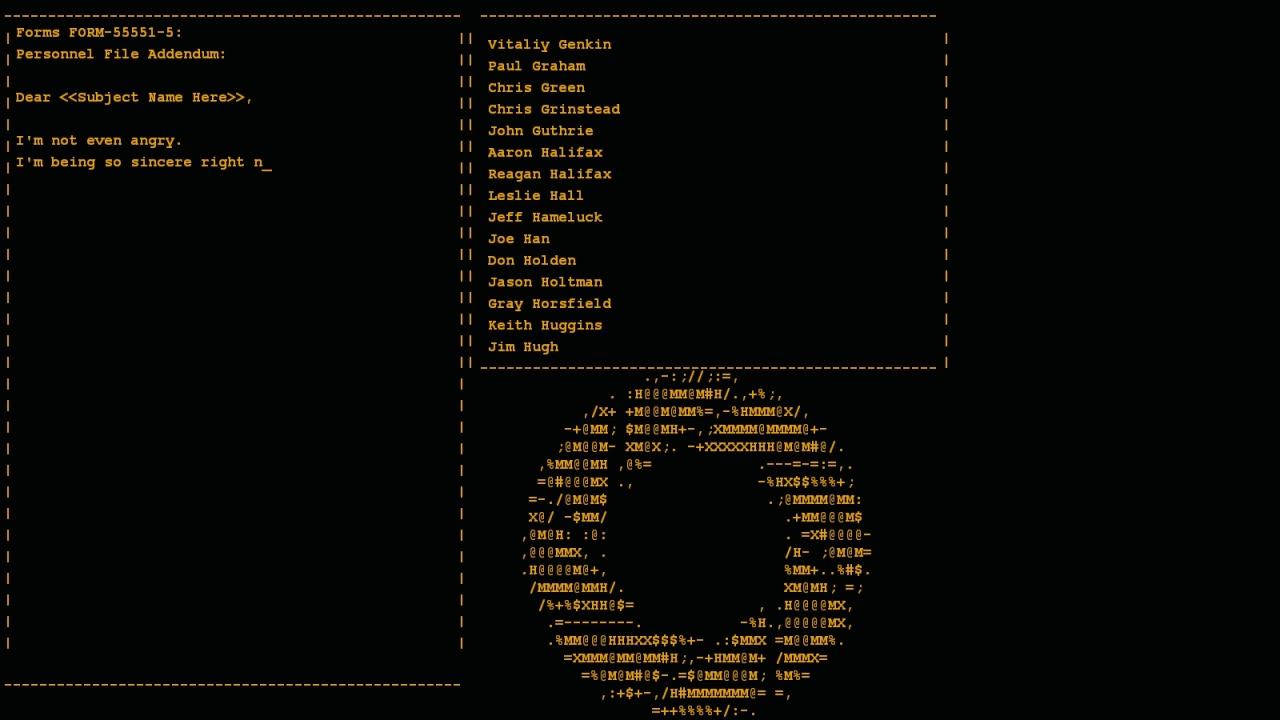 Forms FORM-55551-5:
Personnel File Addendum:
Dear <<Subject Name Here>>,
I'm not even angry.
I'm being so sincere right n_
Vitaliy Genkin
Paul Graham
Chris Green
Chris Grinstead
John Guthrie
Aaron Halifax
Reagan Halifax
Leslie Hall
Jeff Hameluck
Joe Han
Don Holden
Jason Holtman
Gray Horsfield
Keith Huggins
Jim Hugh